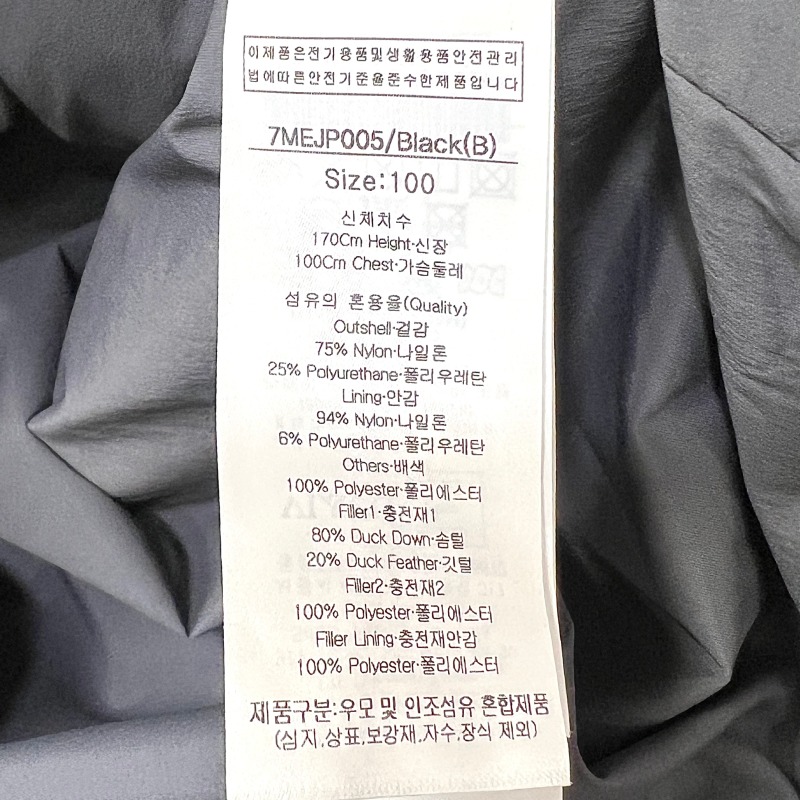 이제품은전기용품및생활용품안전관리
법에따른안전기준을준수한제품입니다
7MEJP005/Black(B)
Size:100
신체치수
170Cm Height·신장
100Cm Chest·가슴둘레
섬유의 혼용율(Quality)
Outshell·겉감
75% Nylon·나일론
25% Polyurethane·폴리우레탄
Lining·안감
94% Nylon·나일론
6% Polyurethane·폴리우레탄
Others·배색
100% Polyester·폴리에스터
Filler1·충전재1
80% Duck Down·솜털
20% Duck Feather·깃털
Filler2·충전재2
100% Polyester·폴리에스터
Filler Lining·충전재안감
100% Polyester·폴리에스터
제품구분:우모 및 인조섬유 혼합제품
(심지,상표,보강재,자수,장식 제외)